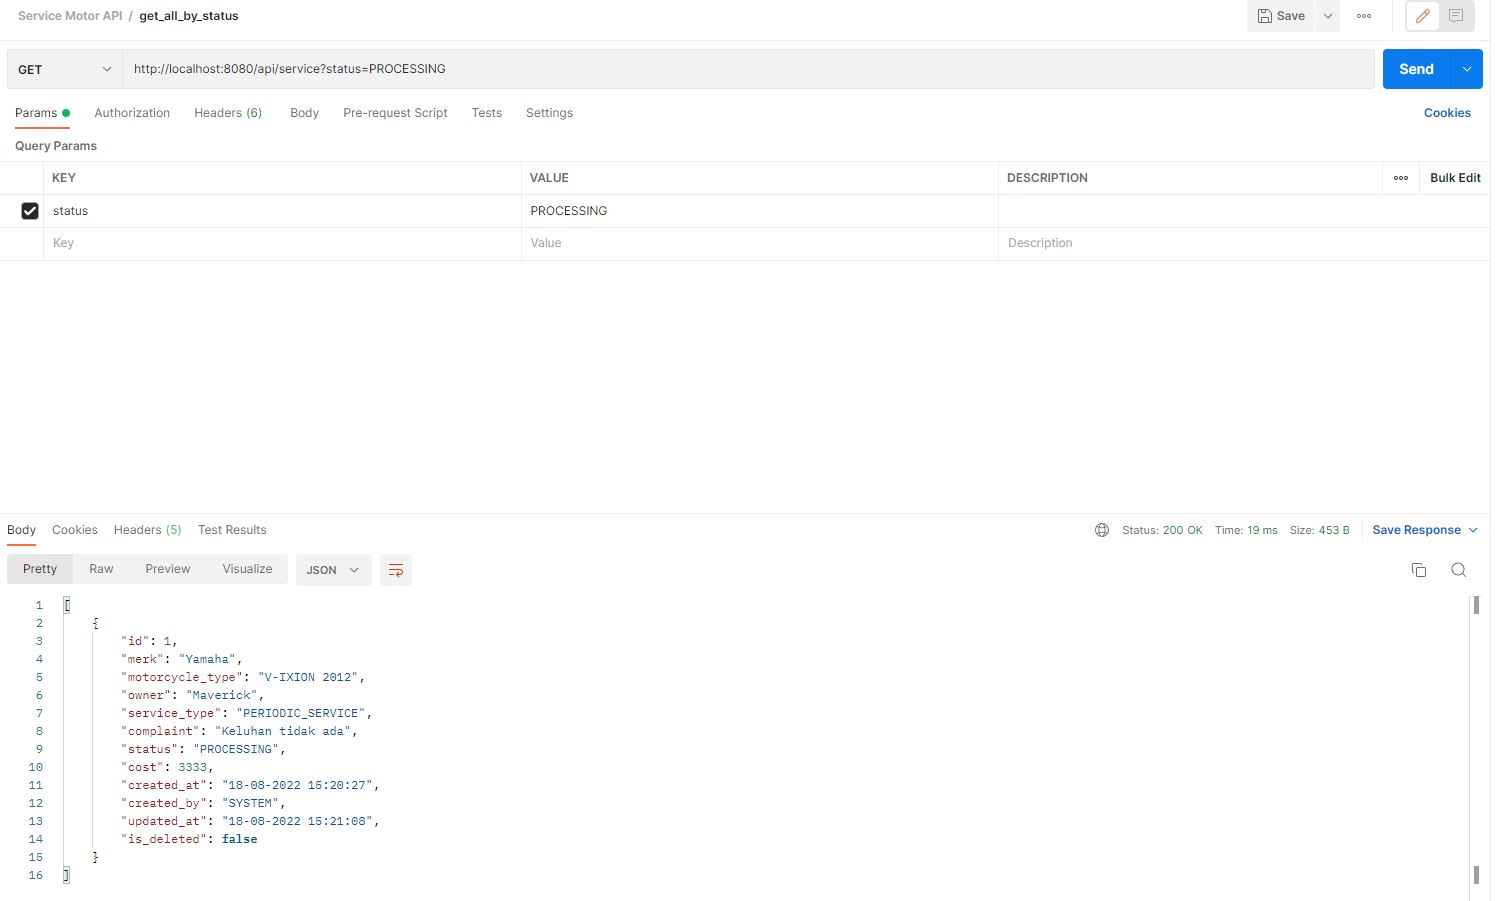 Service Motor API / get_all_by_status
Save
GET http://localhost:8080/api/service?status=PROCESSING Send
Params Authorization Headers (6) Body Pre-request Script Tests Settings Cookies
Query Params
KEY VALUE DESCRIPTION Bulk Edit
status PROCESSING
Key Value Description
Body Cookies Headers (5) Test Results Status: 200 OK Time: 19 ms Size: 453 B Save Response
Pretty Raw Preview Visualize JSON
1 [
2 {
3 "id": 1,
4 "merk": "Yamaha",
5 "motorcycle_type": "V-IXION 2012",
6 "owner": "Maverick",
7 "service_type": "PERIODIC_SERVICE",
8 "complaint": "Keluhan tidak ada",
9 "status": "PROCESSING",
10 "cost": 3333,
11 "created_at": "18-08-2022 15:20:27",
12 "created_by": "SYSTEM",
13 "updated_at": "18-08-2022 15:21:08",
14 "is_deleted": false
15 }
16 ]